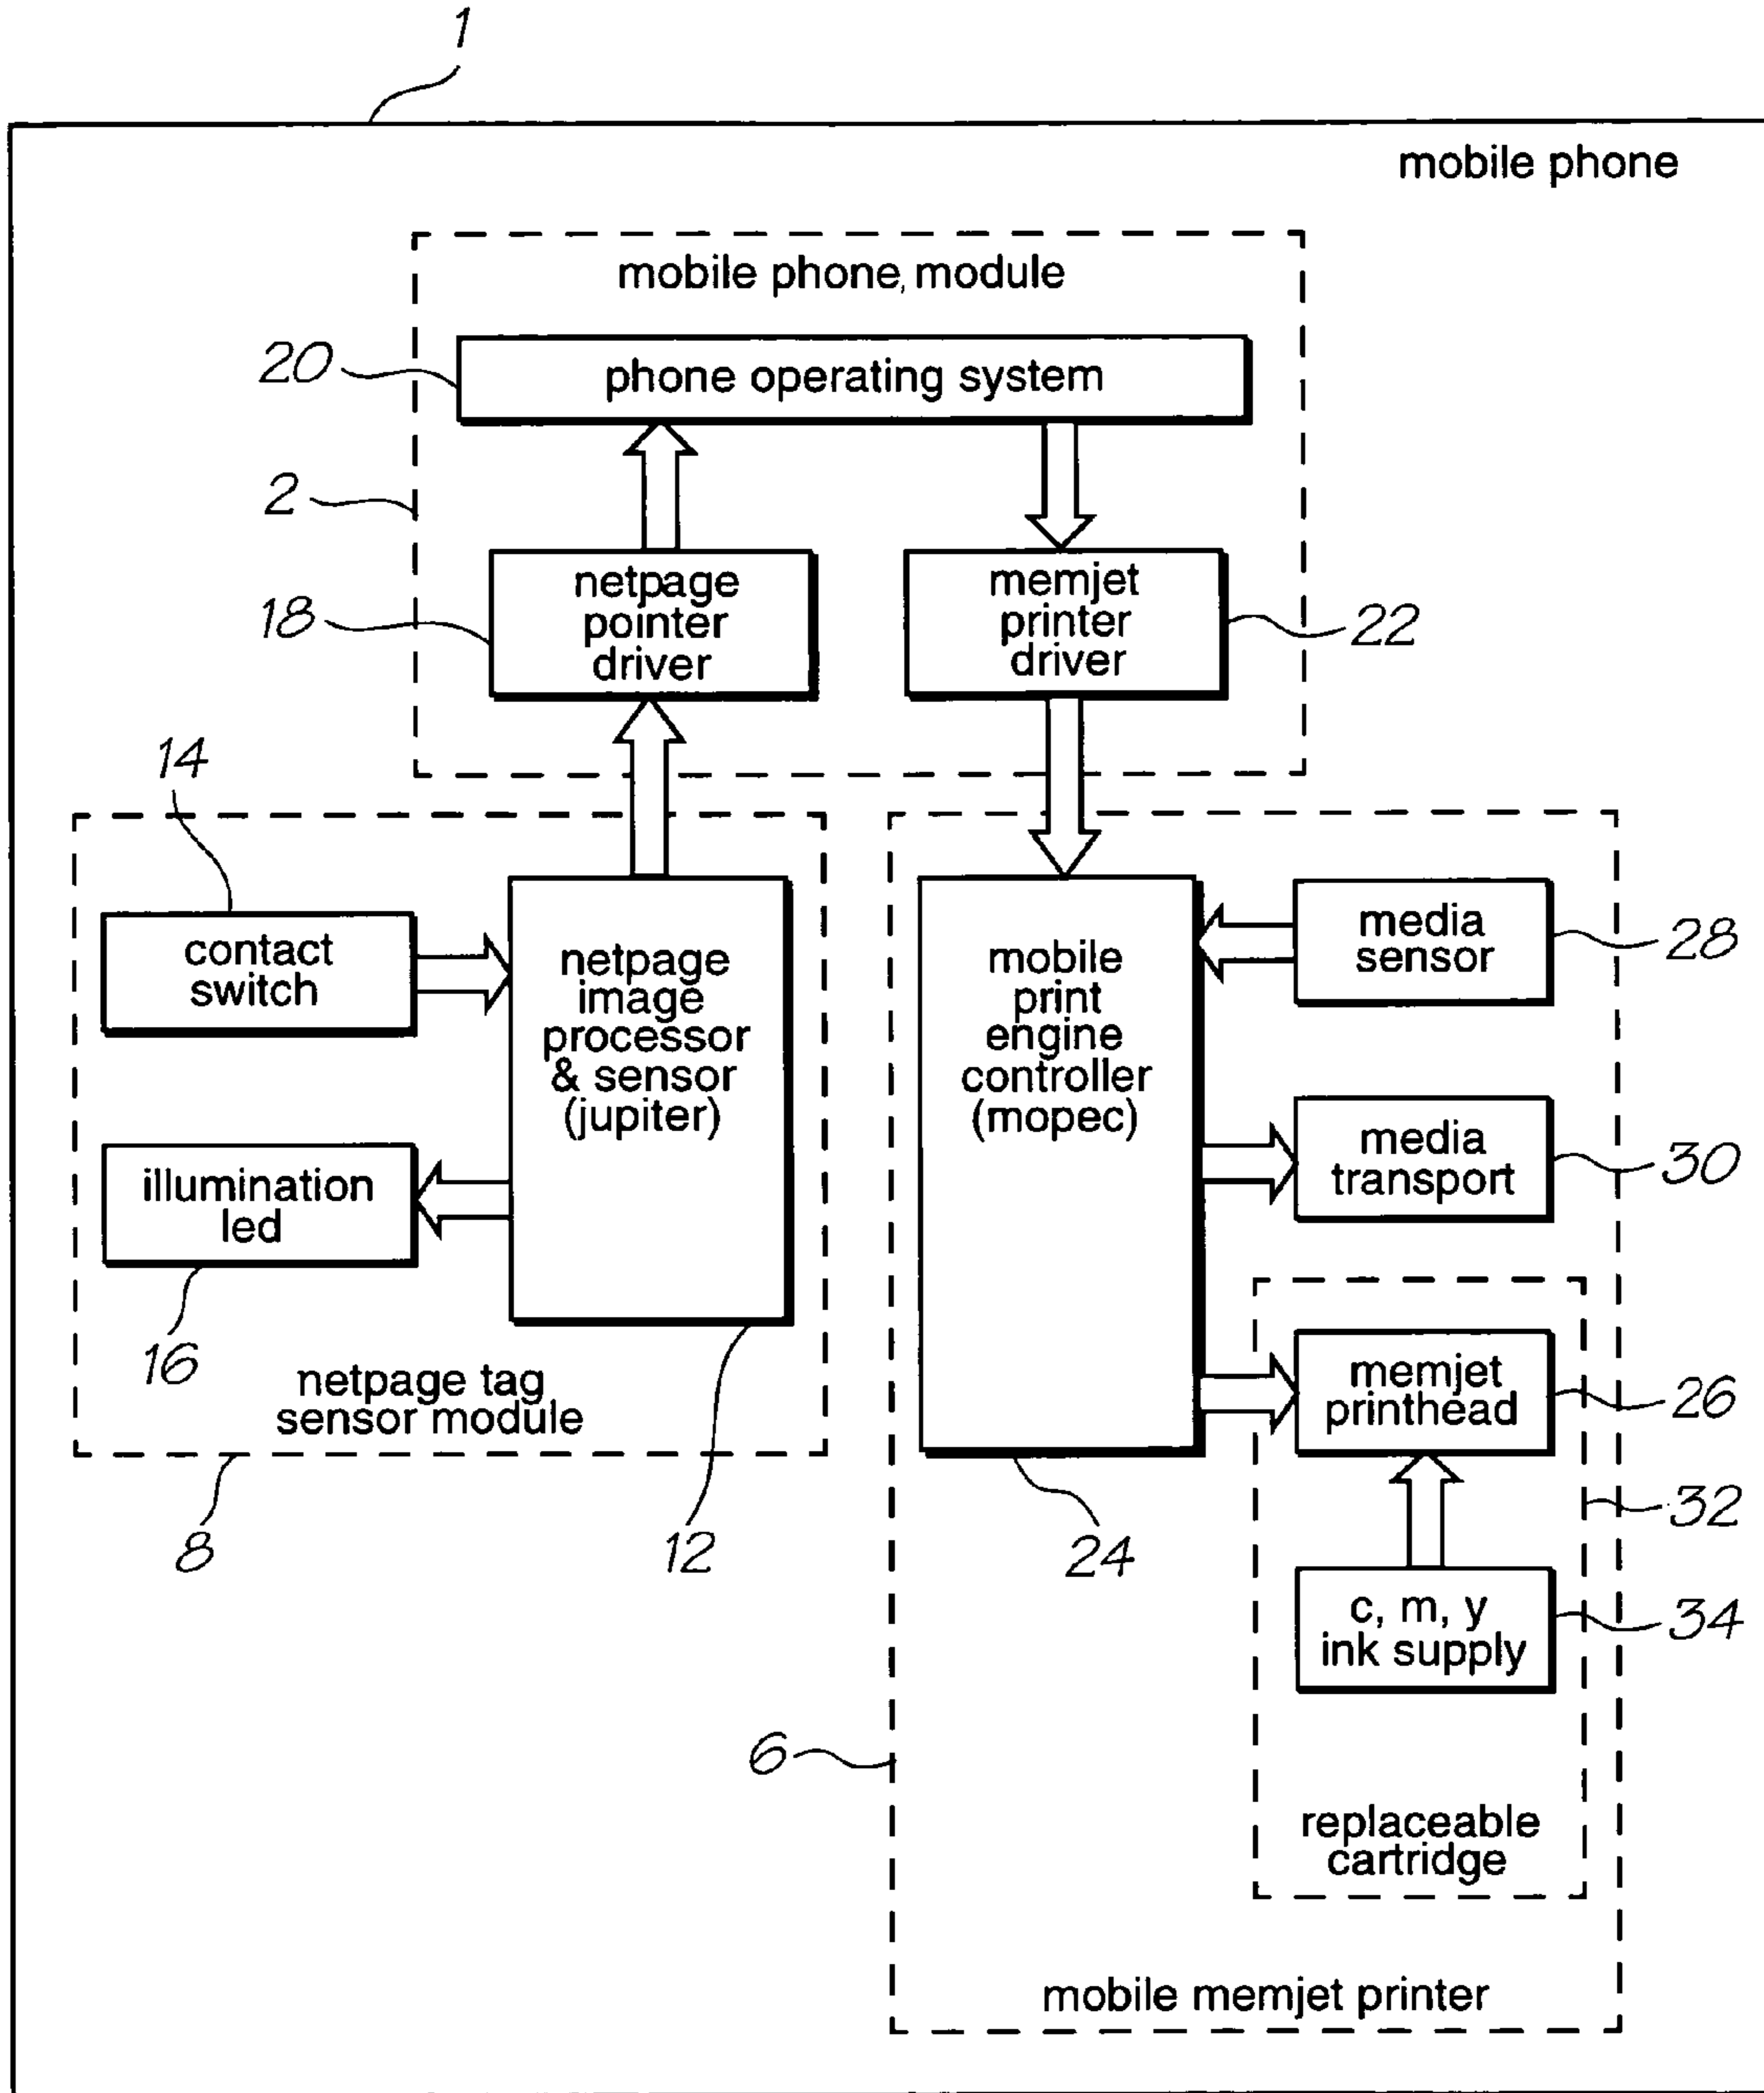 1
mobile phone
mobile phone, module
20
phone operating system
2
18
netpage
pointer
driver
memjet
printer
driver
22
14
contact
switch
netpage
image
processor
& sensor
(jupiter)
illumination
led
16
netpage tag
sensor module
8
12
mobile
print
engine
controller
(mopec)
media
sensor
28
media
transport
30
memjet
printhead
26
24
32
c, m, y
ink supply
34
6
replaceable
cartridge
mobile memjet printer